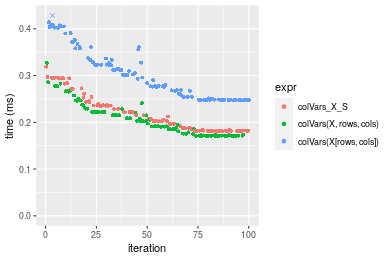 0.4
0.3
0.2
0.1
0.0
time (ms)
0
25
50
75
100
iteration
expr
colVars_X_S
colVars(X, rows, cols)
colVars(X[rows, cols])